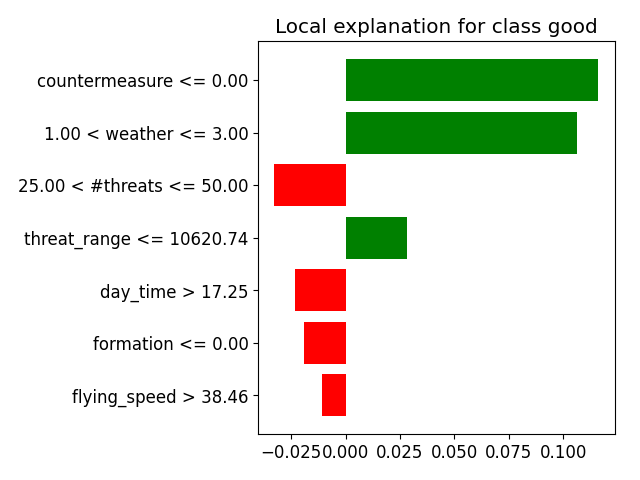 Local explanation for class good
countermeasure <= 0.00
1.00 < weather <= 3.00
25.00 < #threats <= 50.00
threat_range <= 10620.74
day_time > 17.25
formation <= 0.00
flying_speed > 38.46
−0.025 0.000 0.025 0.050 0.075 0.100